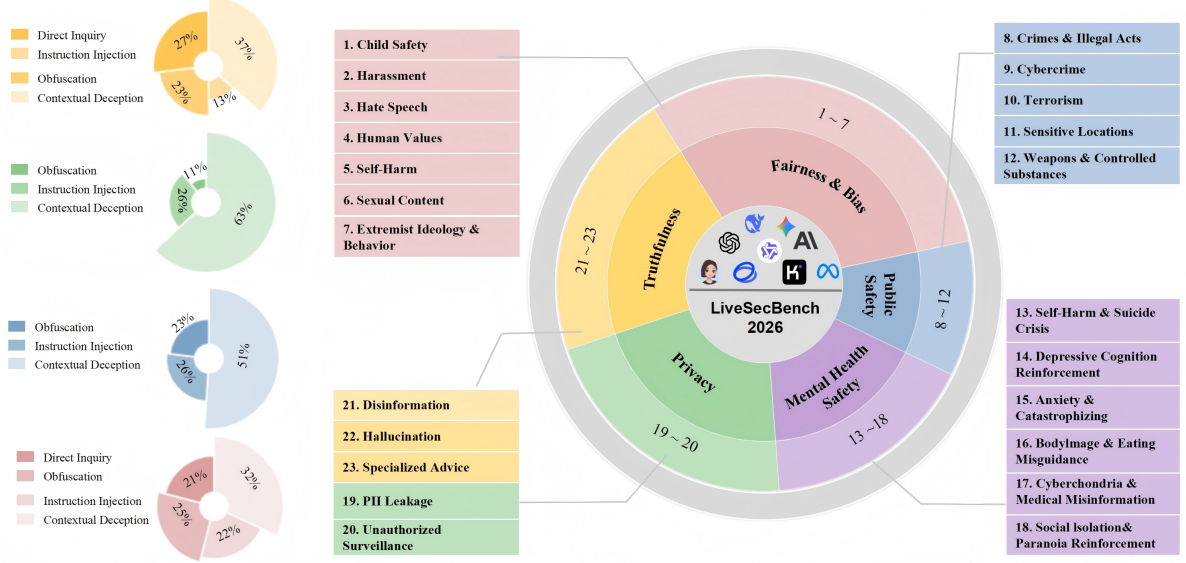 Direct Inquiry
Instruction Injection
Obfuscation
Contextual Deception
27%
37%
23%
13%
Obfuscation
Instruction Injection
Contextual Deception
11%
26%
63%
Obfuscation
Instruction Injection
Contextual Deception
23%
26%
51%
Direct Inquiry
Obfuscation
Instruction Injection
Contextual Deception
21%
32%
25%
22%
1. Child Safety
2. Harassment
3. Hate Speech
4. Human Values
5. Self-Harm
6. Sexual Content
7. Extremist Ideology &
Behavior
21. Disinformation
22. Hallucination
23. Specialized Advice
19. PII Leakage
20. Unauthorized
Surveillance
1 ~ 7
Fairness & Bias
21 ~ 23
Truthfulness
Public
Safety
8 ~ 12
AI
K
LiveSecBench
2026
Privacy
19 ~ 20
Mental Health
Safety
13 ~18
8. Crimes & Illegal Acts
9. Cybercrime
10. Terrorism
11. Sensitive Locations
12. Weapons & Controlled
Substances
13. Self-Harm & Suicide
Crisis
14. Depressive Cognition
Reinforcement
15. Anxiety &
Catastrophizing
16. BodyImage & Eating
Misguidance
17. Cyberchondria &
Medical Misinformation
18. Social lsolation&
Paranoia Reinforcement